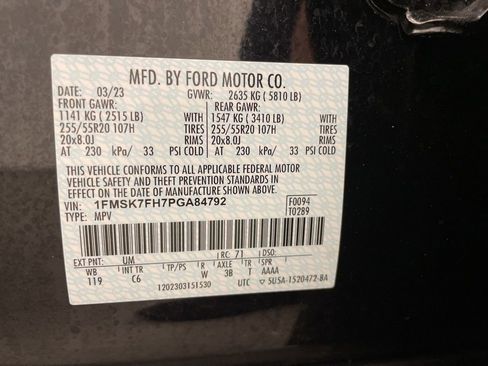 MFD. BY FORD MOTOR CO.
DATE: 03/23 GVWR: 2635 KG ( 5810 LB)
FRONT GAWR: REAR GAWR:
1141 KG ( 2515 LB) WITH 1547 KG ( 3410 LB) WITH
255/55R20 107H TIRES 255/55R20 107H TIRES
20x8.0J RIMS 20x8.0J RIMS
AT 230 kPa/ 33 PSI COLD AT 230 kPa/ 33 PSI COLD
THIS VEHICLE CONFORMS TO ALL APPLICABLE FEDERAL MOTOR
VEHICLE SAFETY AND THEFT PREVENTION STANDARDS IN
EFFECT ON THE DATE OF MANUFACTURE SHOWN ABOVE.
VIN: 1FMSK7FH7PGA84792 F0094
TYPE: MPV T0289
EXT PNT: UM RC: 71 DSO:
WB INT TR TP/PS R AX TR SPR
119 C6 W 3B T AAAA
1202303151530 UTC 5U5A-1520472-BA